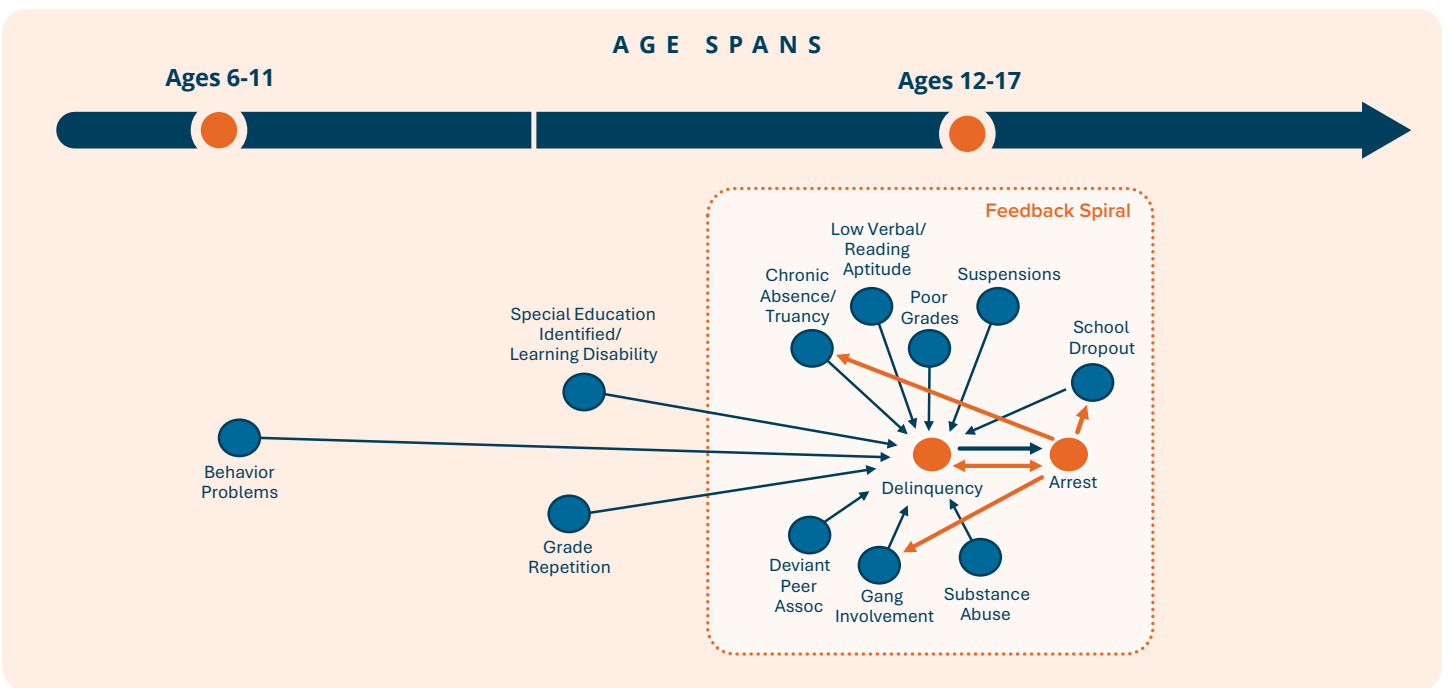 AGE SPANS
Ages 6-11
Ages 12-17
Feedback Spiral
Low Verbal/
Reading
Aptitude
Chronic
Absence/
Truancy
Poor
Grades
Suspensions
School
Dropout
Special Education
Identified/
Learning Disability
Behavior
Problems
Grade
Repetition
Delinquency
Arrest
Deviant
Peer
Assoc
Gang
Involvement
Substance
Abuse